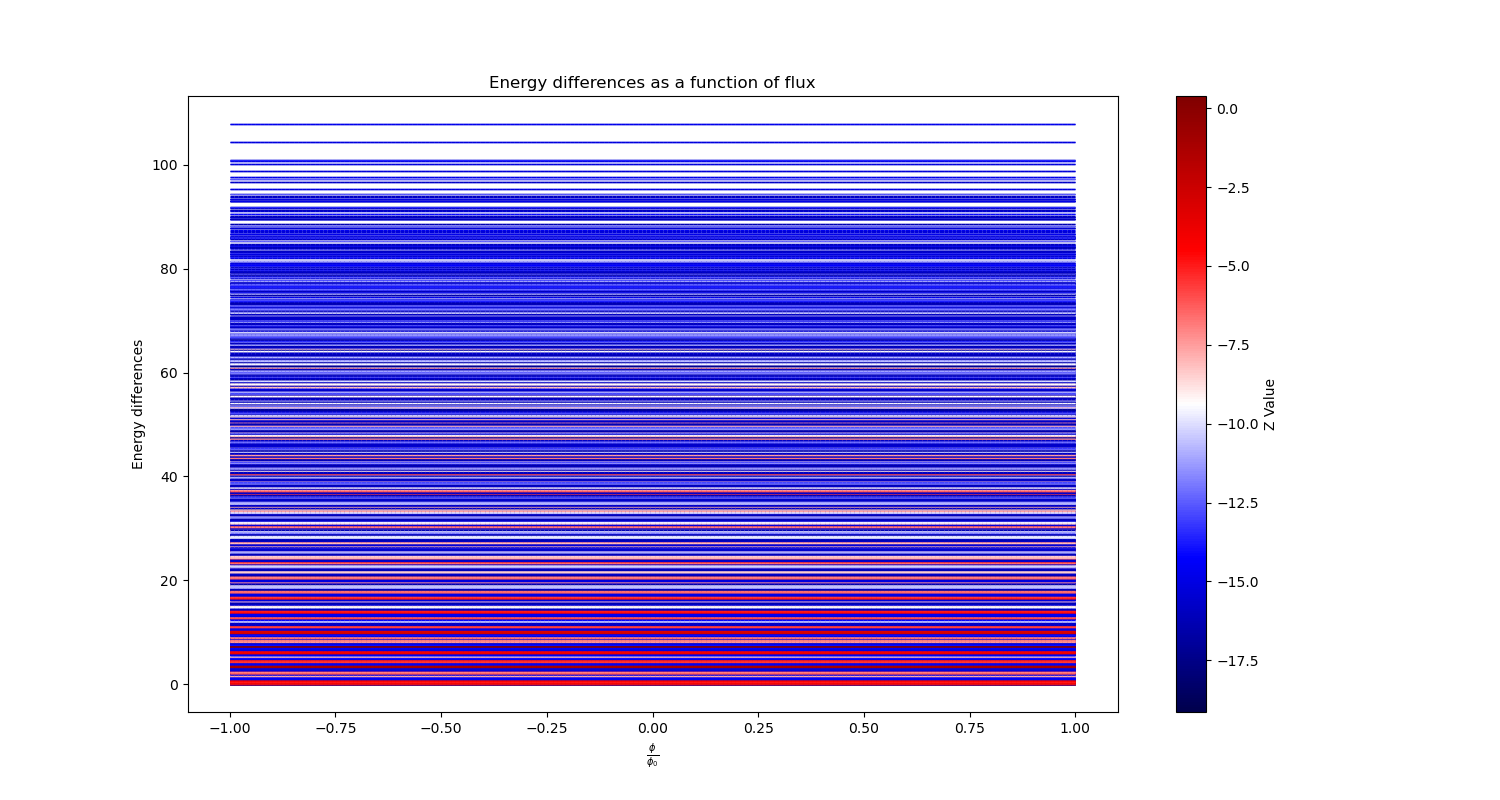 Energy differences as a function of flux
Energy differences
100
80
60
40
20
0
−1.00 −0.75 −0.50 −0.25 0.00 0.25 0.50 0.75 1.00
ϕ
ϕ₀
0.0
−2.5
−5.0
−7.5
−10.0
−12.5
−15.0
−17.5
Z Value